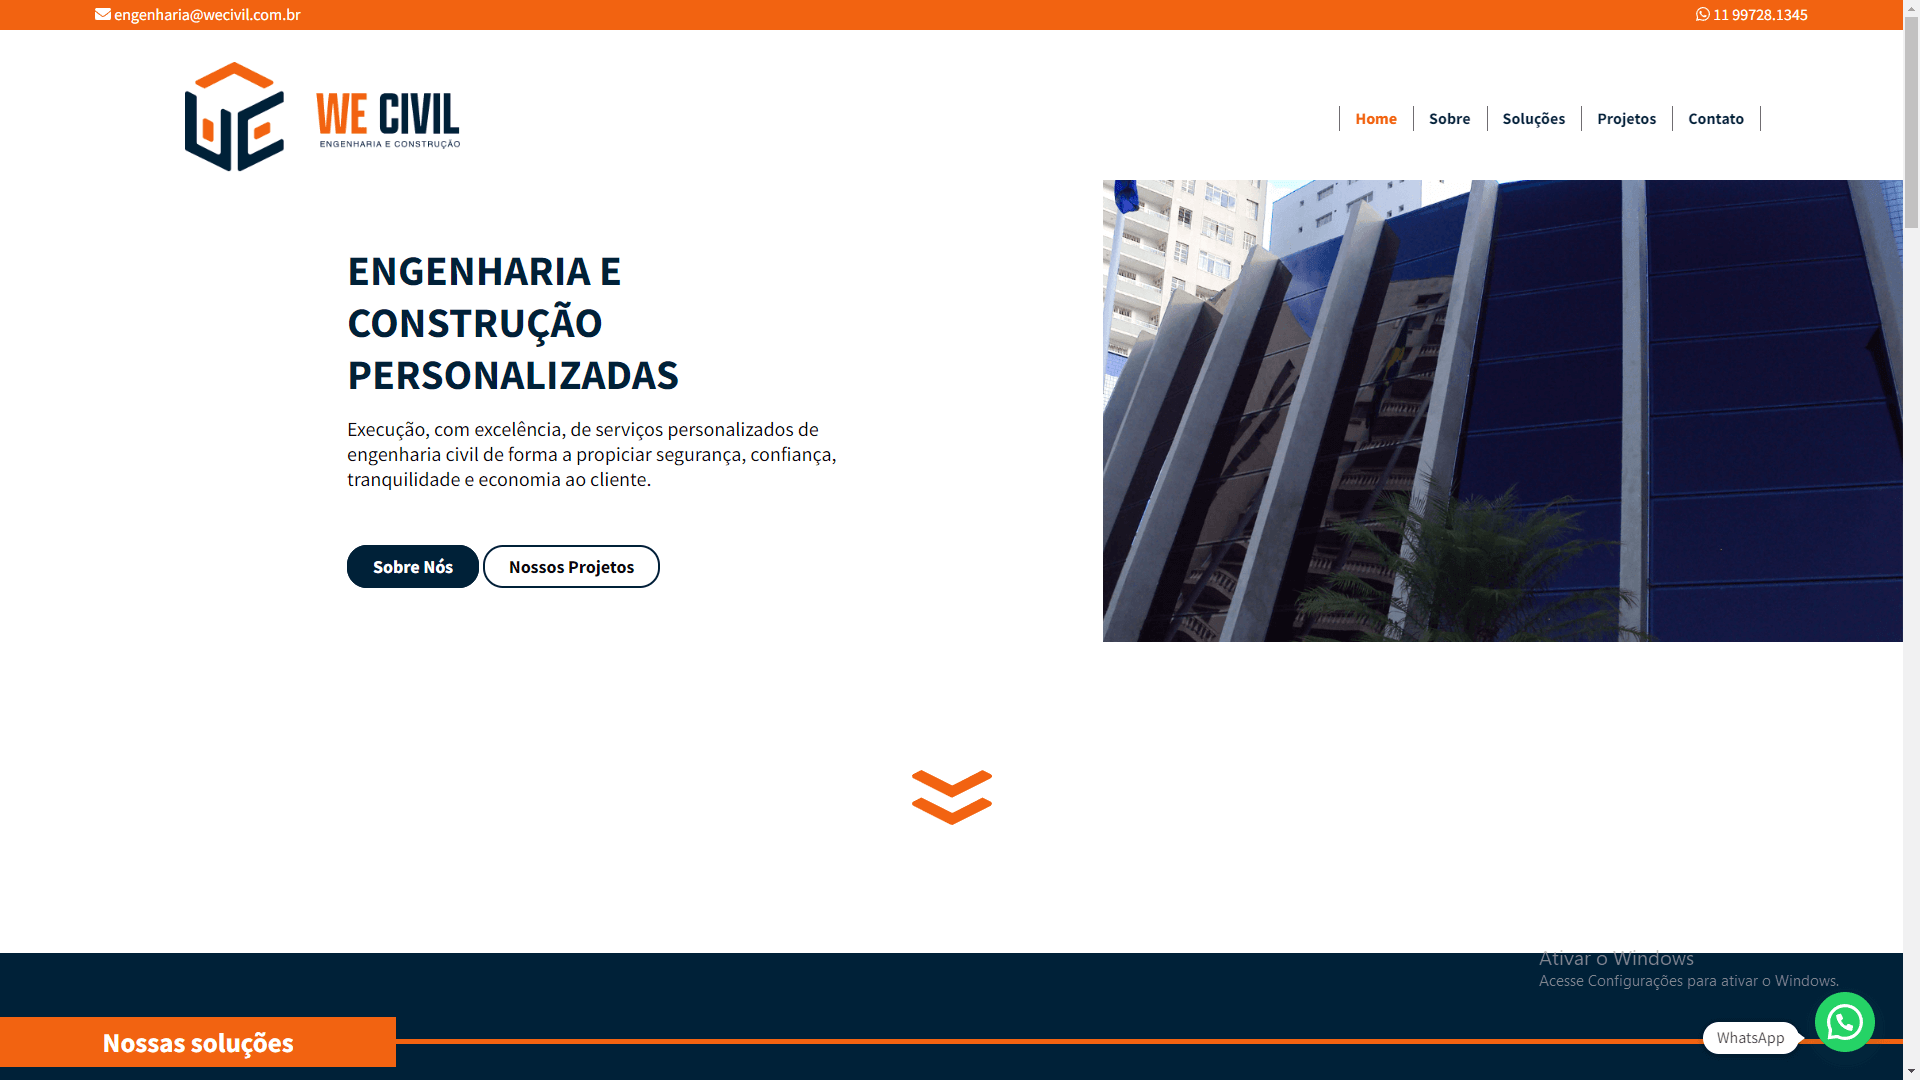 engenharia@wecivil.com.br
11 99728.1345
WE CIVIL
ENGENHARIA E CONSTRUÇÃO
Home
Sobre
Soluções
Projetos
Contato
ENGENHARIA E
CONSTRUÇÃO
PERSONALIZADAS
Execução, com excelência, de serviços personalizados de
engenharia civil de forma a propiciar segurança, confiança,
tranquilidade e economia ao cliente.
Sobre Nós
Nossos Projetos
Ativar o Windows
Acesse Configurações para ativar o Windows.
Nossas soluções
WhatsApp